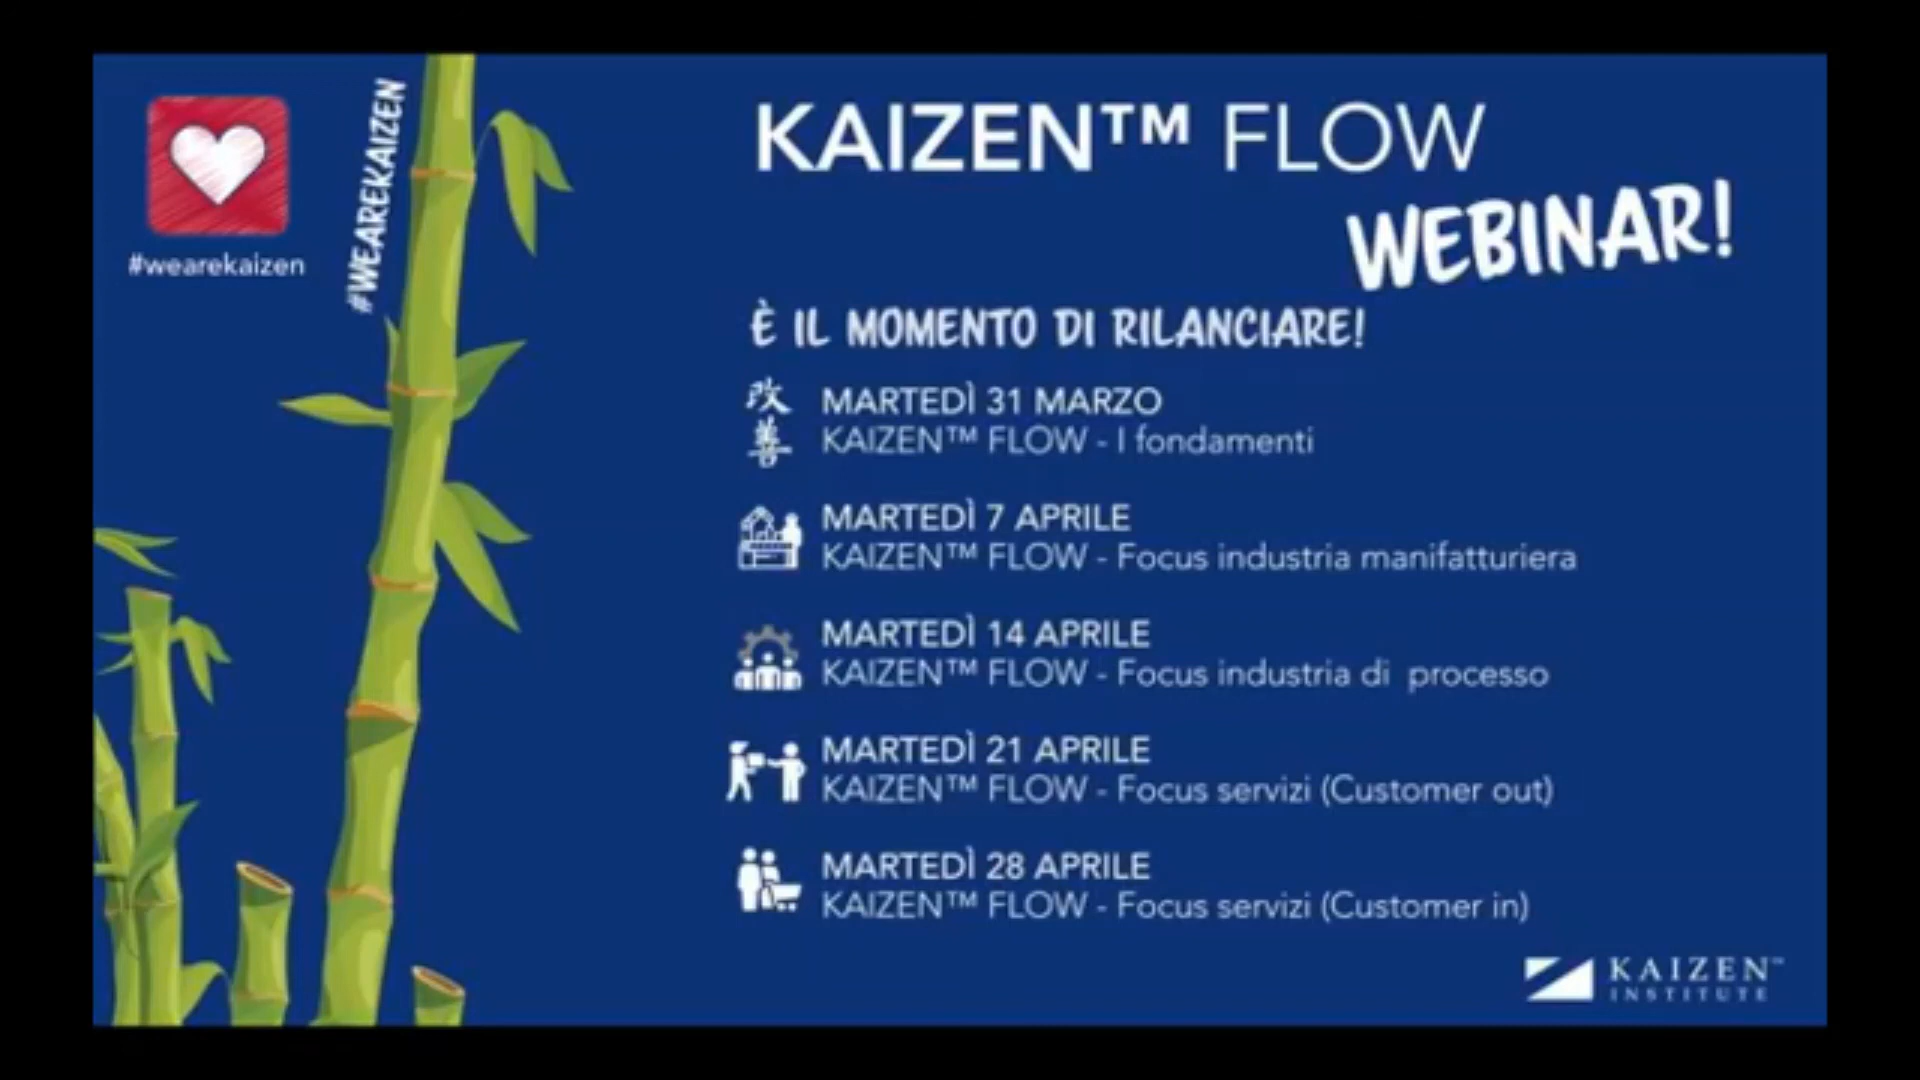 #wearekaizen
#WEAREKAIZEN
KAIZEN™ FLOW
WEBINAR!
È IL MOMENTO DI RILANCIARE!
改
善
MARTEDÌ 31 MARZO
KAIZEN™ FLOW - I fondamenti
MARTEDÌ 7 APRILE
KAIZEN™ FLOW - Focus industria manifatturiera
MARTEDÌ 14 APRILE
KAIZEN™ FLOW - Focus industria di processo
MARTEDÌ 21 APRILE
KAIZEN™ FLOW - Focus servizi (Customer out)
MARTEDÌ 28 APRILE
KAIZEN™ FLOW - Focus servizi (Customer in)
KAIZEN™
INSTITUTE